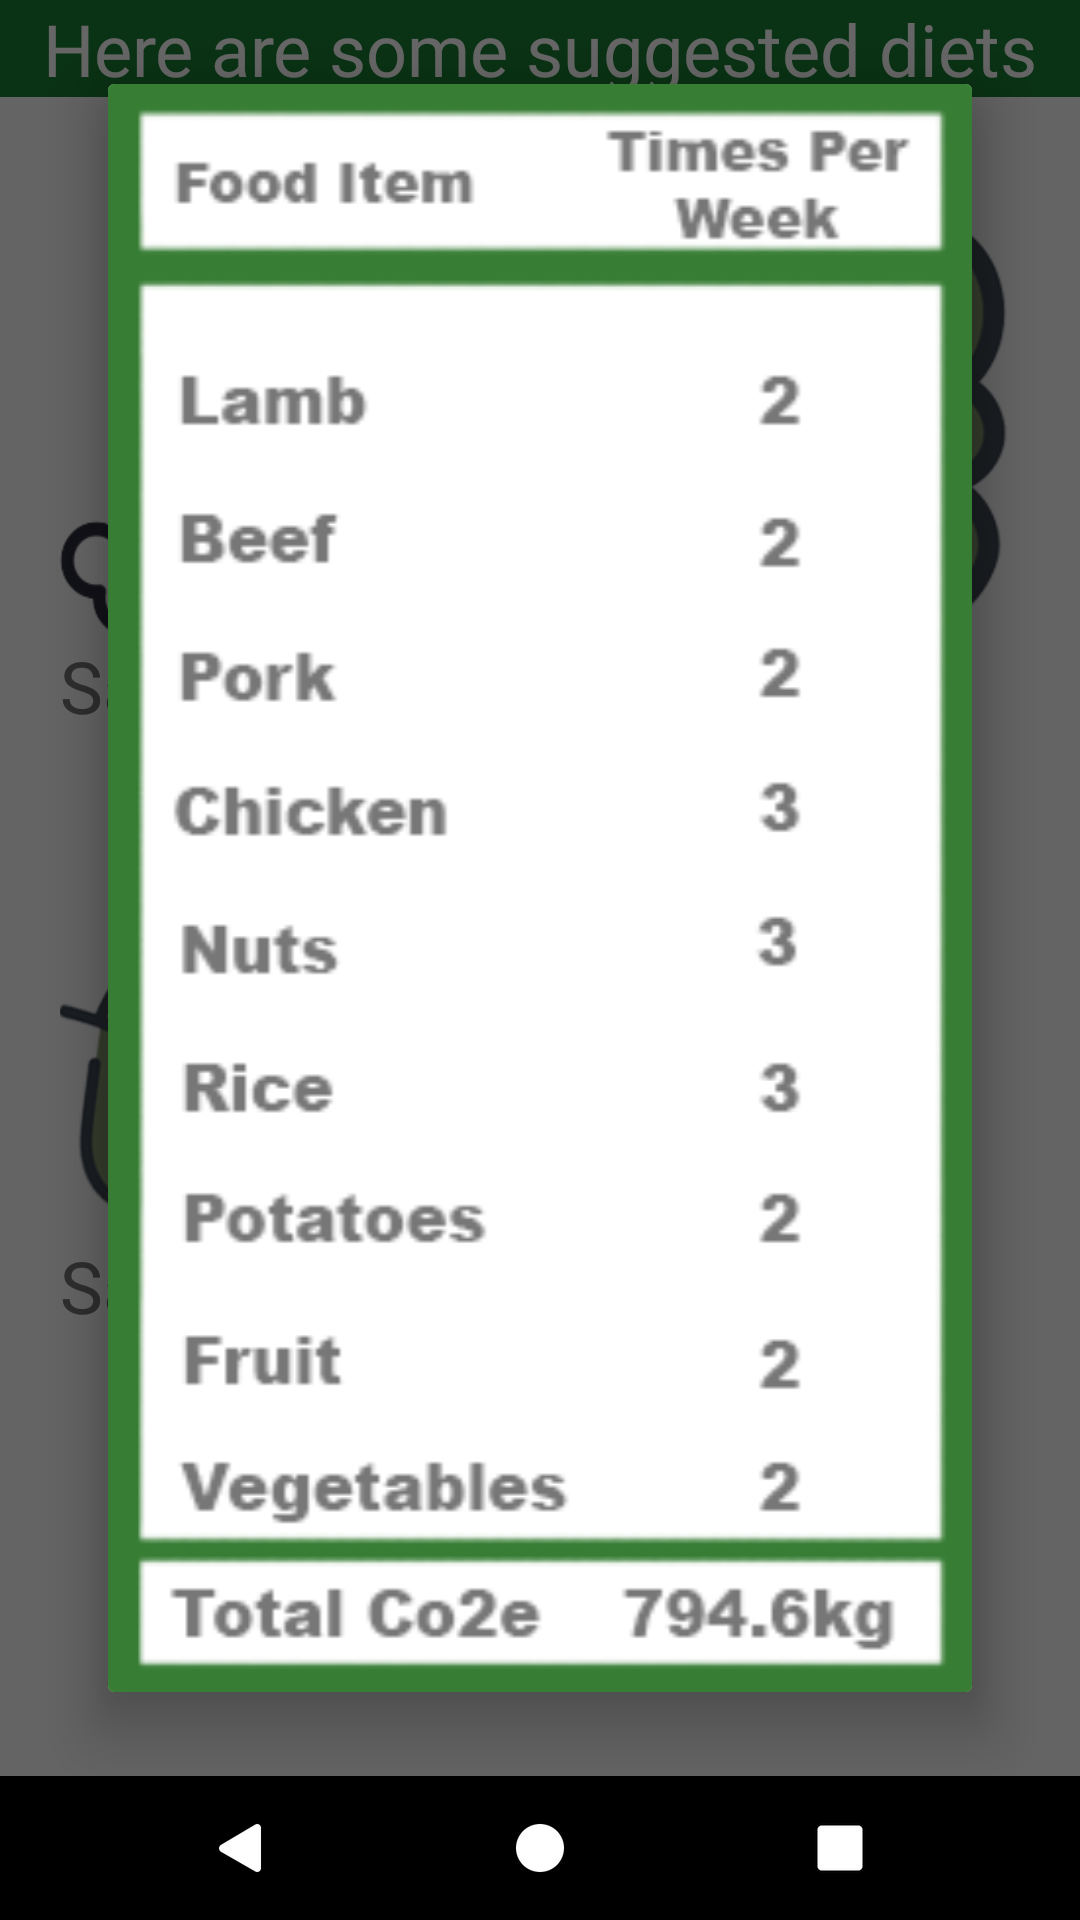 Here are some suggested diets
Food Item Times Per Week
Lamb 2
Beef 2
Pork 2
Chicken 3
Nuts 3
Rice 3
Potatoes 2
Fruit 2
Vegetables 2
Total Co2e 794.6kg